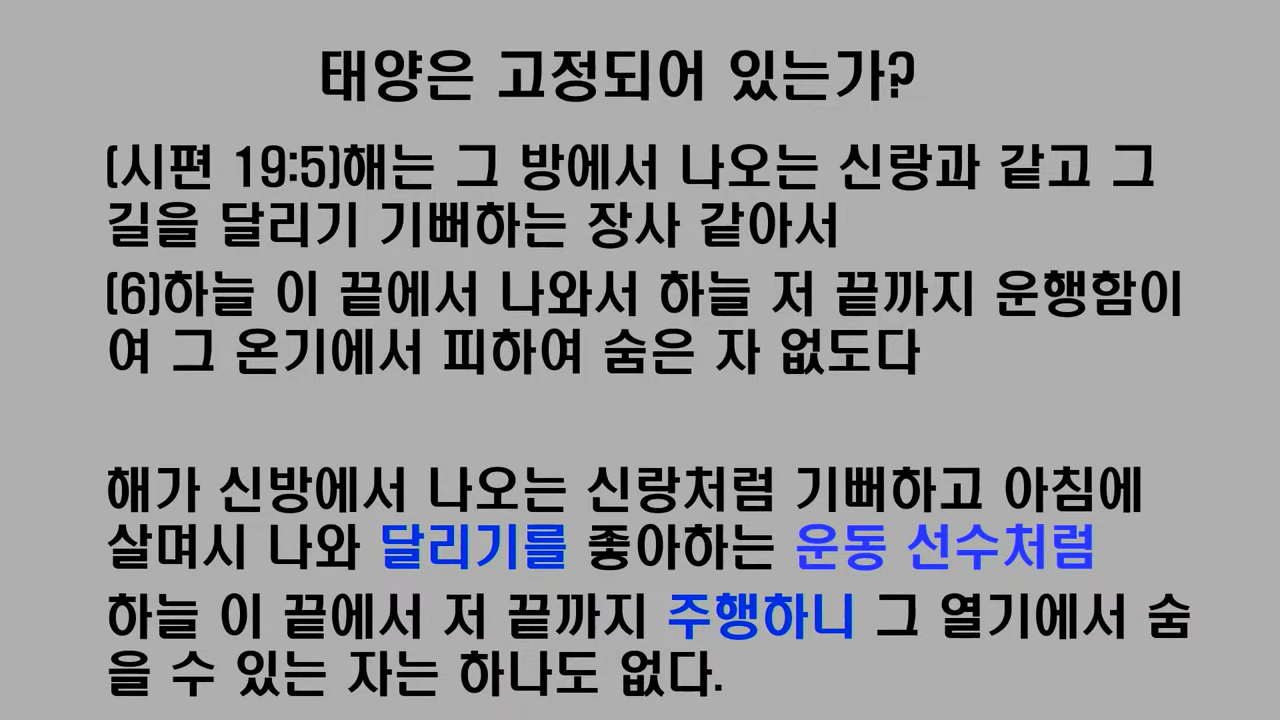 태양은 고정되어 있는가?
(시편 19:5)해는 그 방에서 나오는 신랑과 같고 그
길을 달리기 기뻐하는 장사 같아서
(6)하늘 이 끝에서 나와서 하늘 저 끝까지 운행함이
여 그 온기에서 피하여 숨은 자 없도다
해가 신방에서 나오는 신랑처럼 기뻐하고 아침에
살며시 나와 달리기를 좋아하는 운동 선수처럼
하늘 이 끝에서 저 끝까지 주행하니 그 열기에서 숨
을 수 있는 자는 하나도 없다.